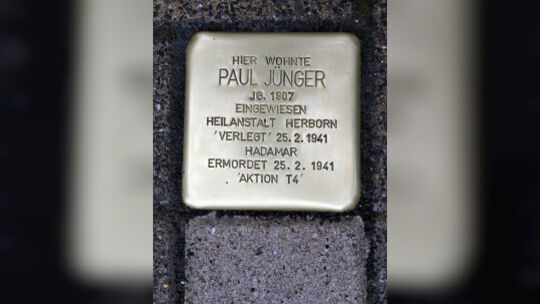 HIER WOHNTE
PAUL JÜNGER
JG. 1907
EINGEWIESEN
HEILANSTALT HERBORN
'VERLEGT' 25.2.1941
HADAMAR
ERMORDET 25.2.1941
'AKTION T4'